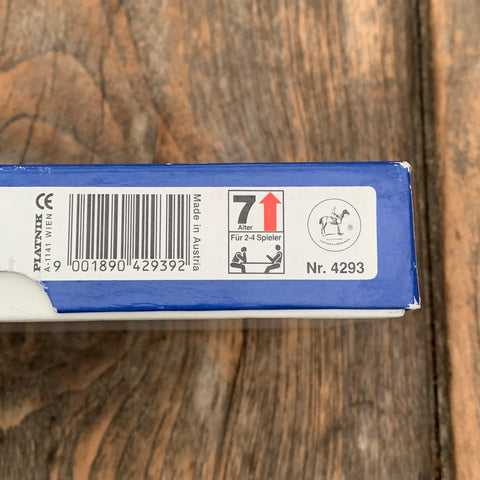 PIATNIK
A-1141 WIEN
CE
9 001890 429392
Made in Austria
7
Alter
Für 2-4 Spieler
®
Nr. 4293